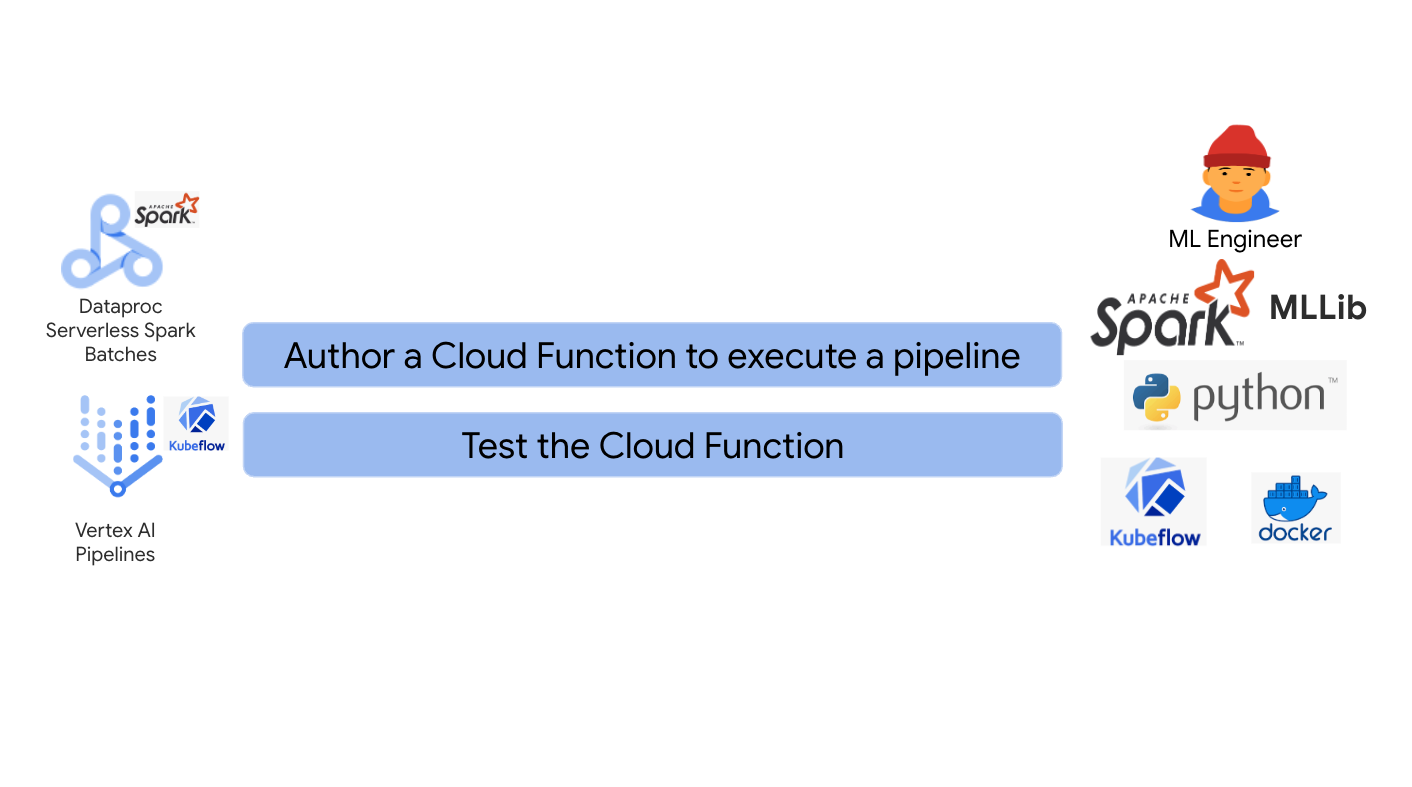 APACHE
Spark
Dataproc
Serverless Spark
Batches
Kubeflow
Vertex AI
Pipelines
Author a Cloud Function to execute a pipeline
Test the Cloud Function
ML Engineer
APACHE
Spark™
MLLib
python™
Kubeflow
docker